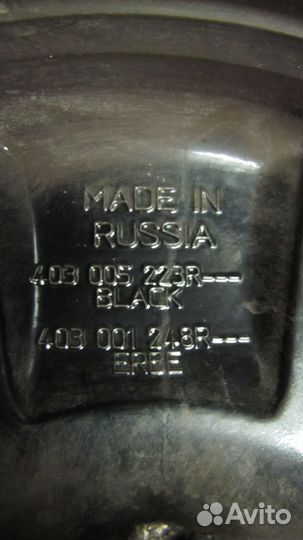 MADE IN
RUSSIA
403 005 223R---
BLACK
403 001 248R---
ERBE
Avito